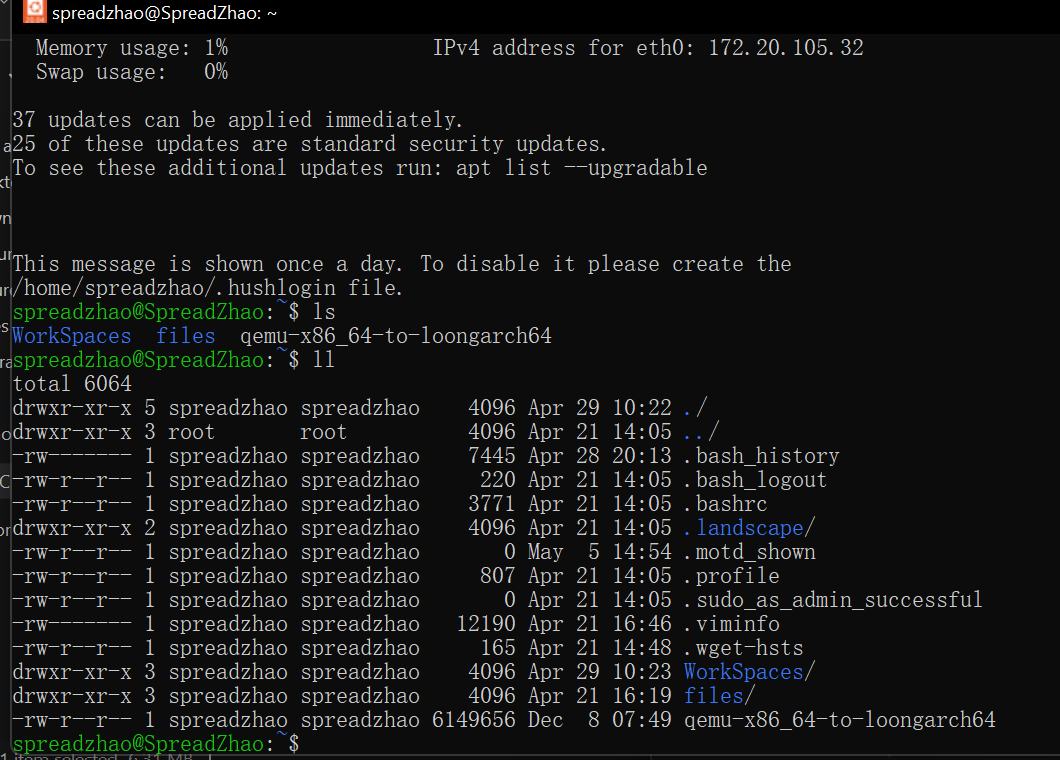 spreadzhao@SpreadZhao: ~
Memory usage: 1%                 IPv4 address for eth0: 172.20.105.32
Swap usage:   0%
37 updates can be applied immediately.
25 of these updates are standard security updates.
To see these additional updates run: apt list --upgradable
This message is shown once a day. To disable it please create the
/home/spreadzhao/.hushlogin file.
spreadzhao@SpreadZhao:~$ ls
WorkSpaces  files  qemu-x86_64-to-loongarch64
spreadzhao@SpreadZhao:~$ ll
total 6064
drwxr-xr-x 5 spreadzhao spreadzhao    4096 Apr 29 10:22 ./
drwxr-xr-x 3 root       root          4096 Apr 21 14:05 ../
-rw------- 1 spreadzhao spreadzhao    7445 Apr 28 20:13 .bash_history
-rw-r--r-- 1 spreadzhao spreadzhao     220 Apr 21 14:05 .bash_logout
-rw-r--r-- 1 spreadzhao spreadzhao    3771 Apr 21 14:05 .bashrc
drwxr-xr-x 2 spreadzhao spreadzhao    4096 Apr 21 14:05 .landscape/
-rw-r--r-- 1 spreadzhao spreadzhao       0 May  5 14:54 .motd_shown
-rw-r--r-- 1 spreadzhao spreadzhao     807 Apr 21 14:05 .profile
-rw-r--r-- 1 spreadzhao spreadzhao       0 Apr 21 14:05 .sudo_as_admin_successful
-rw------- 1 spreadzhao spreadzhao   12190 Apr 21 16:46 .viminfo
-rw-r--r-- 1 spreadzhao spreadzhao     165 Apr 21 14:48 .wget-hsts
drwxr-xr-x 3 spreadzhao spreadzhao    4096 Apr 29 10:23 WorkSpaces/
drwxr-xr-x 3 spreadzhao spreadzhao    4096 Apr 21 16:19 files/
-rw-r--r-- 1 spreadzhao spreadzhao 6149656 Dec  8 07:49 qemu-x86_64-to-loongarch64
spreadzhao@SpreadZhao:~$